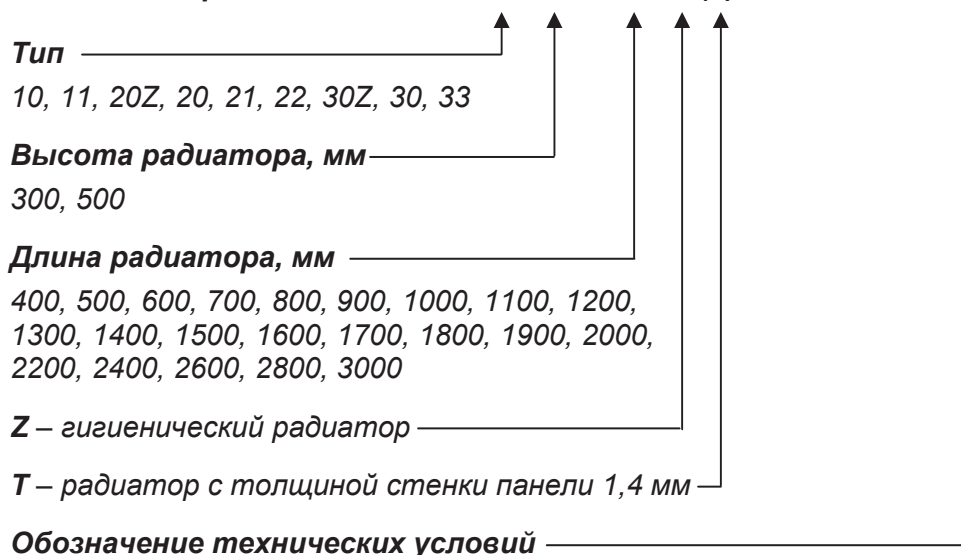 Тип
10, 11, 20Z, 20, 21, 22, 30Z, 30, 33
Высота радиатора, мм
300, 500
Длина радиатора, мм
400, 500, 600, 700, 800, 900, 1000, 1100, 1200,
1300, 1400, 1500, 1600, 1700, 1800, 1900, 2000,
2200, 2400, 2600, 2800, 3000
Z – гигиенический радиатор
Т – радиатор с толщиной стенки панели 1,4 мм
Обозначение технических условий